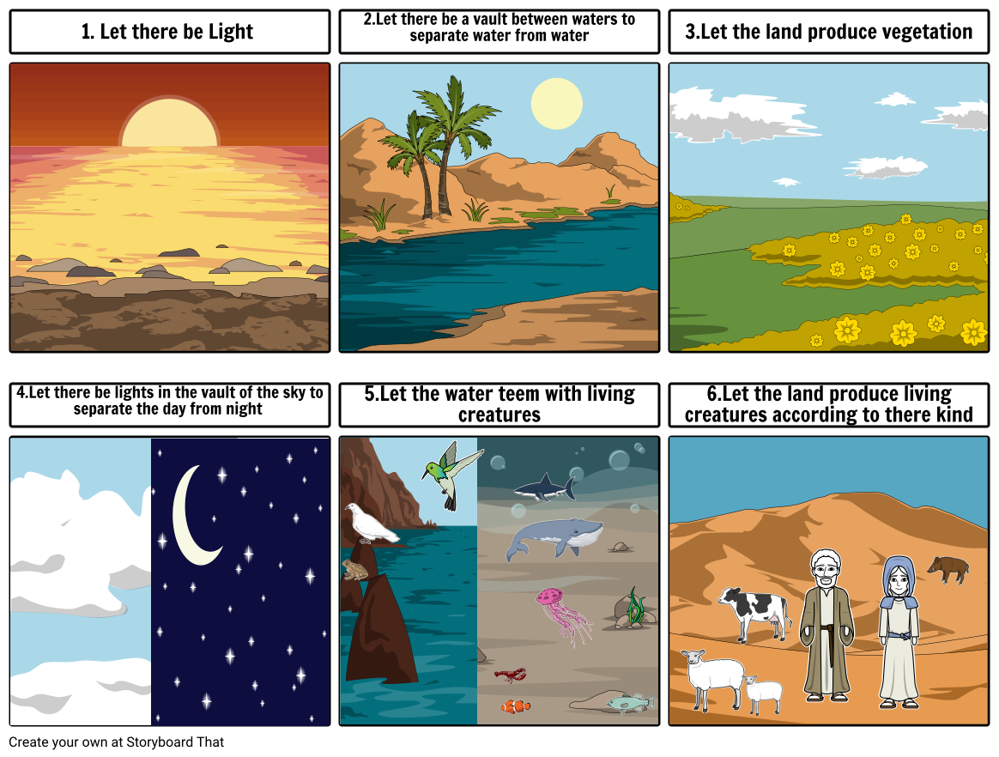 1. Let there be Light
2.Let there be a vault between waters to
separate water from water
3.Let the land produce vegetation
4.Let there be lights in the vault of the sky to
separate the day from night
5.Let the water teem with living
creatures
6.Let the land produce living
creatures according to there kind
Create your own at Storyboard That